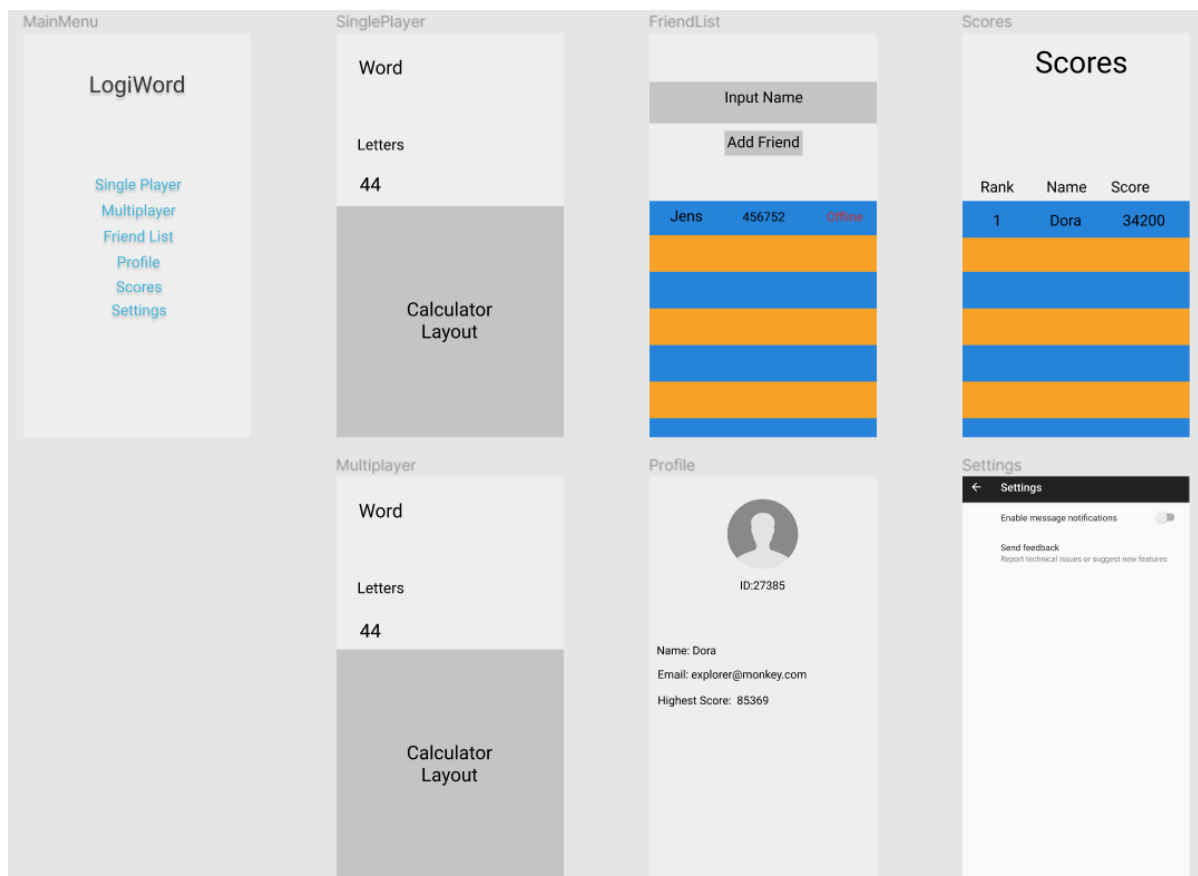 MainMenu
LogiWord
Single Player
Multiplayer
Friend List
Profile
Scores
Settings
SinglePlayer
Word
Letters
44
Calculator
Layout
FriendList
Input Name
Add Friend
Jens 456752 Offline
Scores
Scores
Rank Name Score
1 Dora 34200
Multiplayer
Word
Letters
44
Calculator
Layout
Profile
ID:27385
Name: Dora
Email: explorer@monkey.com
Highest Score: 85369
Settings
Settings
Enable message notifications
Send feedback
Report technical issues or suggest new features